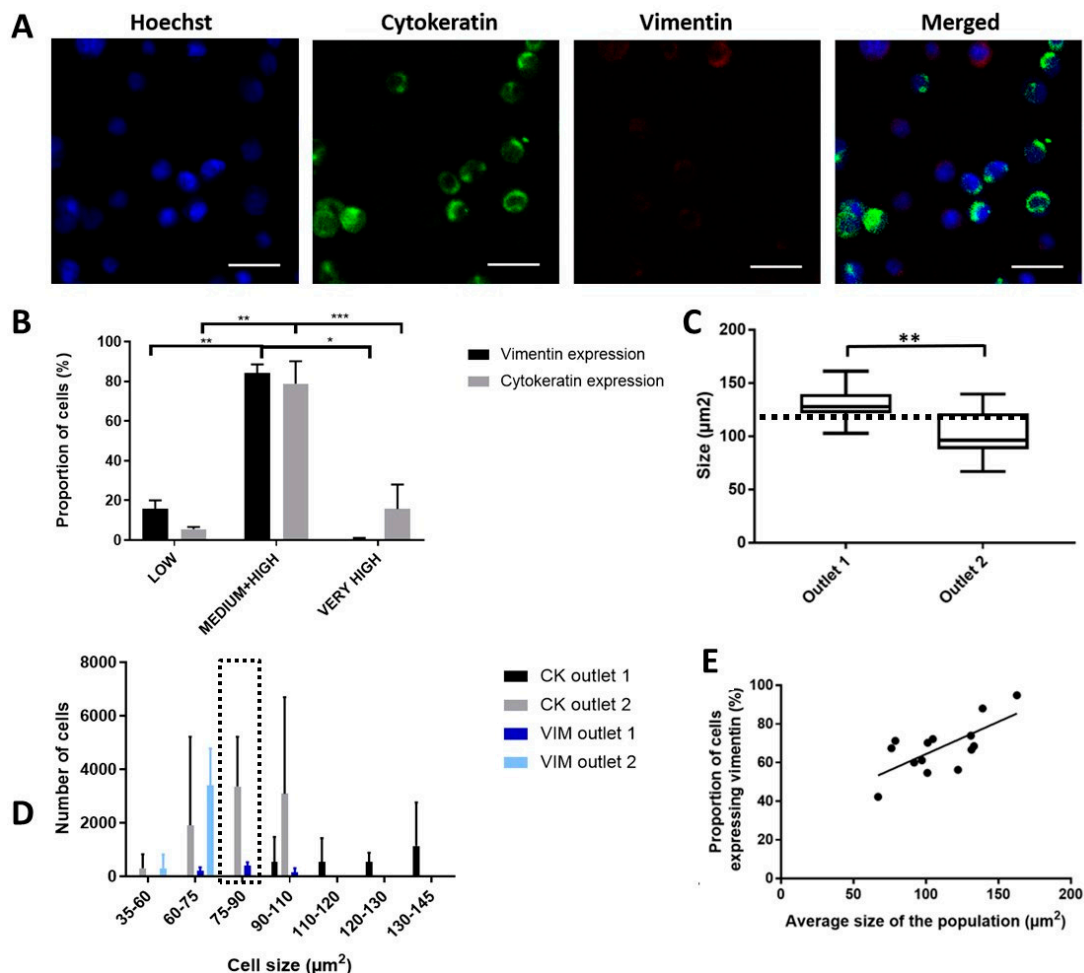 A
Hoechst
Cytokeratin
Vimentin
Merged
B
**
***
**
*
Proportion of cells (%)
100
80
60
40
20
0
LOW
MEDIUM+HIGH
VERY HIGH
Vimentin expression
Cytokeratin expression
C
**
Size (µm2)
200
150
100
50
0
Outlet 1
Outlet 2
D
Number of cells
8000
6000
4000
2000
0
35-60
60-75
75-90
90-110
110-120
120-130
130-145
Cell size (µm²)
CK outlet 1
CK outlet 2
VIM outlet 1
VIM outlet 2
E
Proportion of cells
expressing vimentin (%)
100
80
60
40
20
0
0
50
100
150
200
Average size of the population (µm²)